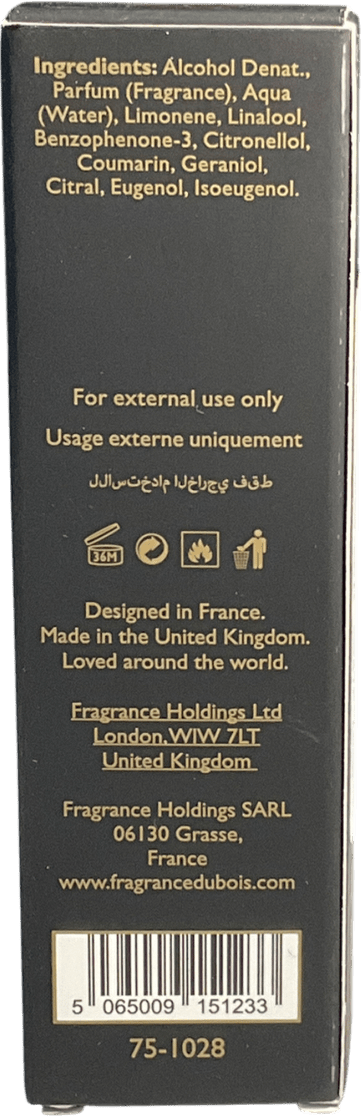 Ingredients: Alcohol Denat.,
Parfum (Fragrance), Aqua
(Water), Limonene, Linalool,
Benzophenone-3, Citronellol,
Coumarin, Geraniol,
Citral, Eugenol, Isoeugenol.
For external use only
Usage externe uniquement
طقف يجراخلا مادختسالل
36M
Designed in France.
Made in the United Kingdom.
Loved around the world.
Fragrance Holdings Ltd
London,W1W 7LT
United Kingdom
Fragrance Holdings SARL
06130 Grasse,
France
www.fragrancedubois.com
5 065009 151233
75-1028